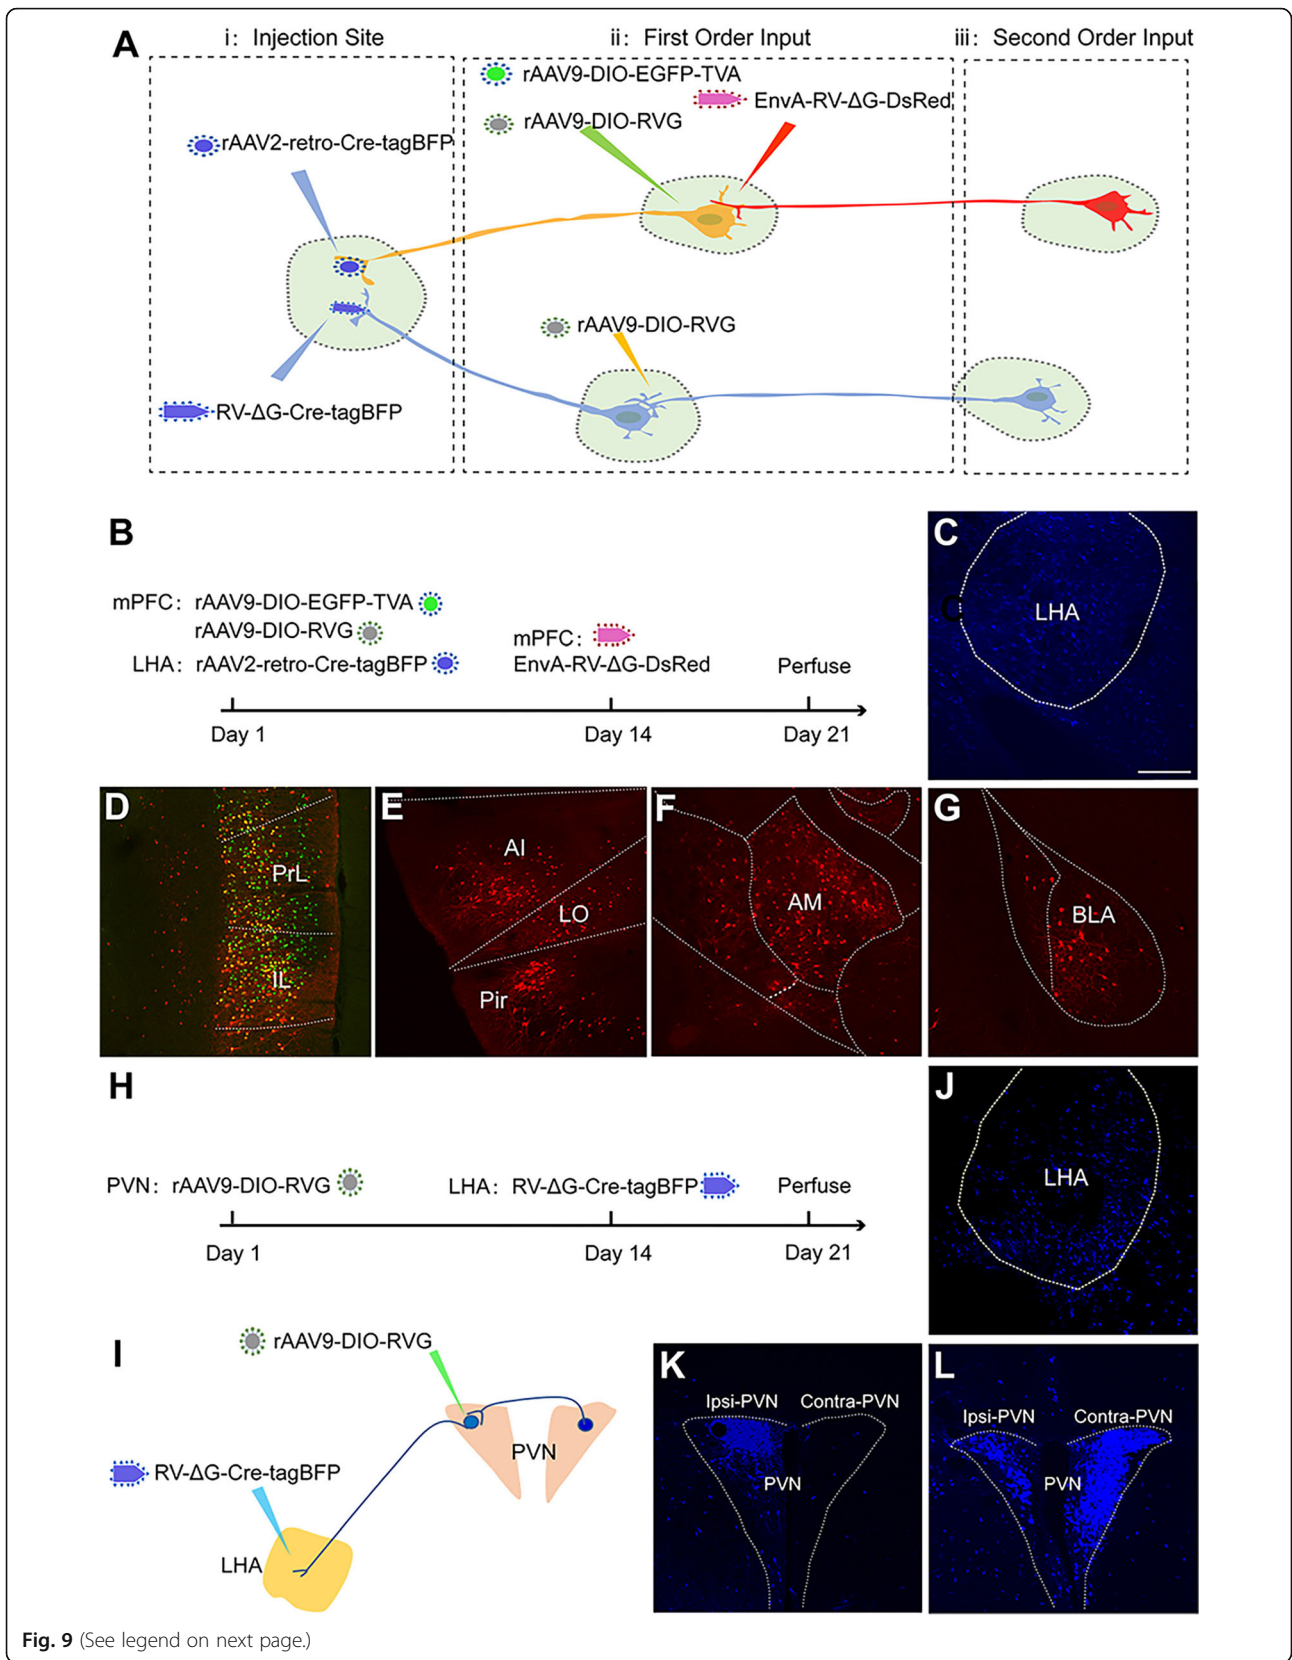 A
i: Injection Site
ii: First Order Input
iii: Second Order Input
rAAV9-DIO-EGFP-TVA
EnvA-RV-ΔG-DsRed
rAAV9-DIO-RVG
rAAV2-retro-Cre-tagBFP
rAAV9-DIO-RVG
RV-ΔG-Cre-tagBFP
B
mPFC: rAAV9-DIO-EGFP-TVA
rAAV9-DIO-RVG
LHA: rAAV2-retro-Cre-tagBFP
mPFC:
EnvA-RV-ΔG-DsRed
Perfuse
Day 1
Day 14
Day 21
C
C
LHA
D
PrL
IL
E
AI
LO
Pir
F
AM
G
BLA
H
PVN: rAAV9-DIO-RVG
LHA: RV-ΔG-Cre-tagBFP
Perfuse
Day 1
Day 14
Day 21
J
LHA
I
rAAV9-DIO-RVG
PVN
RV-ΔG-Cre-tagBFP
LHA
K
Ipsi-PVN
Contra-PVN
PVN
L
Ipsi-PVN
Contra-PVN
PVN
Fig. 9 (See legend on next page.)